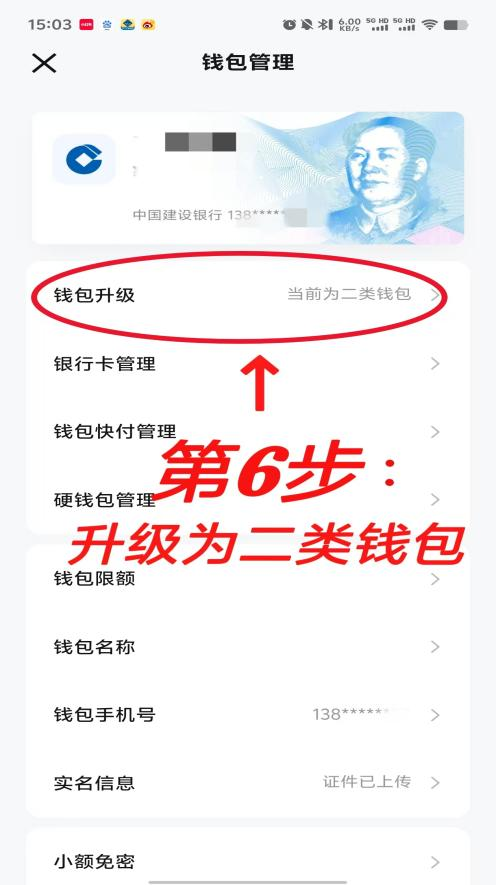 15:03
6.00 KB/s 5G HD 5G HD
钱包管理
中国建设银行 138****
钱包升级 当前为二类钱包
银行卡管理
钱包快付管理
第6步：
硬钱包管理
升级为二类钱包
钱包限额
钱包名称
钱包手机号 138*****
实名信息 证件已上传
小额免密